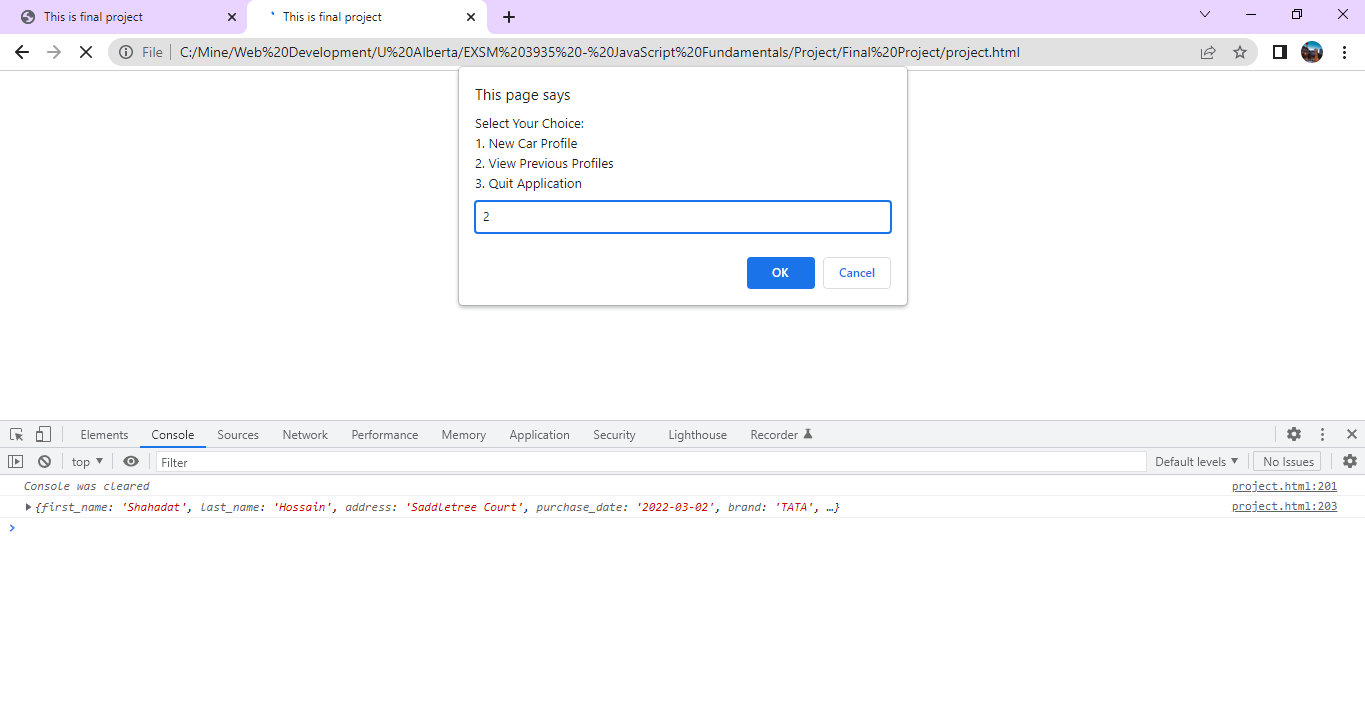 This is final project
This is final project
File
C:/Mine/Web%20Development/U%20Alberta/EXSM%203935%20-%20JavaScript%20Fundamentals/Project/Final%20Project/project.html
This page says
Select Your Choice:
1. New Car Profile
2. View Previous Profiles
3. Quit Application
2
OK Cancel
Elements Console Sources Network Performance Memory Application Security Lighthouse Recorder
top Filter Default levels No Issues
Console was cleared project.html:201
{first_name: 'Shahadat', last_name: 'Hossain', address: 'Saddletree Court', purchase_date: '2022-03-02', brand: 'TATA', …} project.html:203